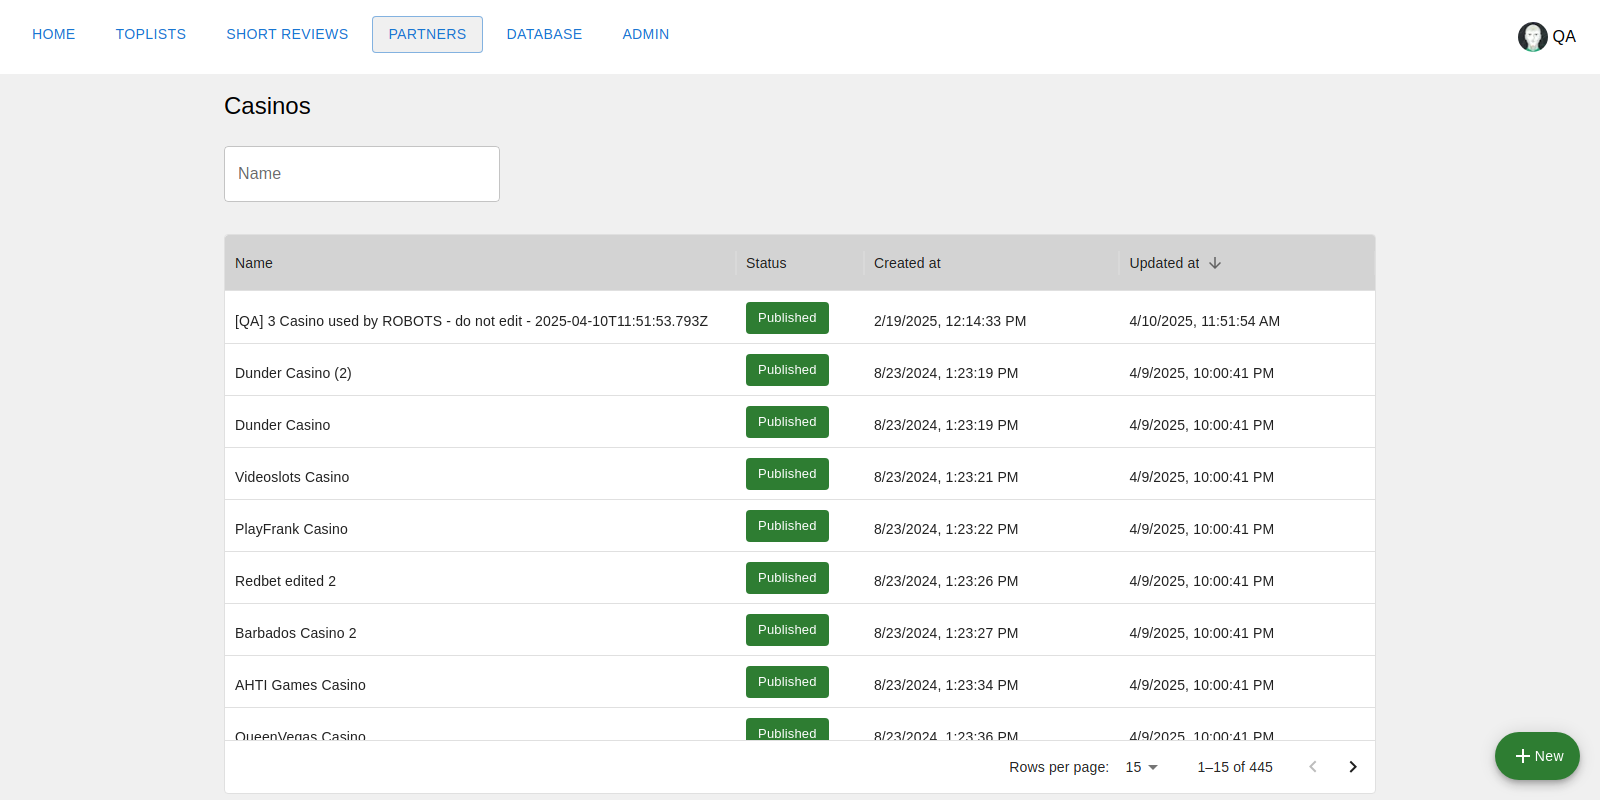 HOME TOPLISTS SHORT REVIEWS PARTNERS DATABASE ADMIN QA
Casinos
Name
Name Status Created at Updated at
[QA] 3 Casino used by ROBOTS - do not edit - 2025-04-10T11:51:53.793Z Published 2/19/2025, 12:14:33 PM 4/10/2025, 11:51:54 AM
Dunder Casino (2) Published 8/23/2024, 1:23:19 PM 4/9/2025, 10:00:41 PM
Dunder Casino Published 8/23/2024, 1:23:19 PM 4/9/2025, 10:00:41 PM
Videoslots Casino Published 8/23/2024, 1:23:21 PM 4/9/2025, 10:00:41 PM
PlayFrank Casino Published 8/23/2024, 1:23:22 PM 4/9/2025, 10:00:41 PM
Redbet edited 2 Published 8/23/2024, 1:23:26 PM 4/9/2025, 10:00:41 PM
Barbados Casino 2 Published 8/23/2024, 1:23:27 PM 4/9/2025, 10:00:41 PM
AHTI Games Casino Published 8/23/2024, 1:23:34 PM 4/9/2025, 10:00:41 PM
QueenVegas Casino Published 8/23/2024, 1:23:36 PM 4/9/2025, 10:00:41 PM
Rows per page: 15 1–15 of 445
New